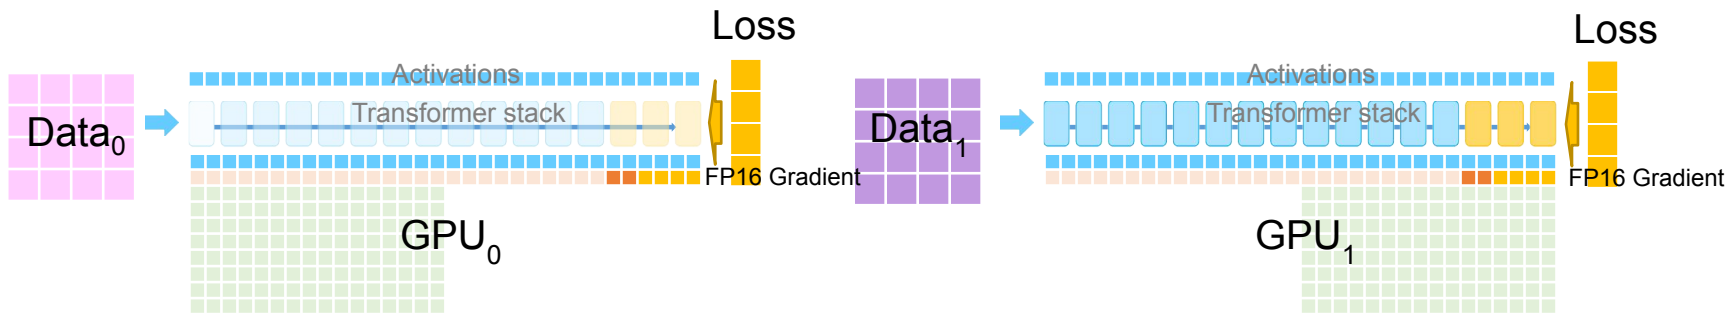 Loss
Activations
Transformer stack
Data0
FP16 Gradient
GPU0
Loss
Activations
Transformer stack
Data1
FP16 Gradient
GPU1